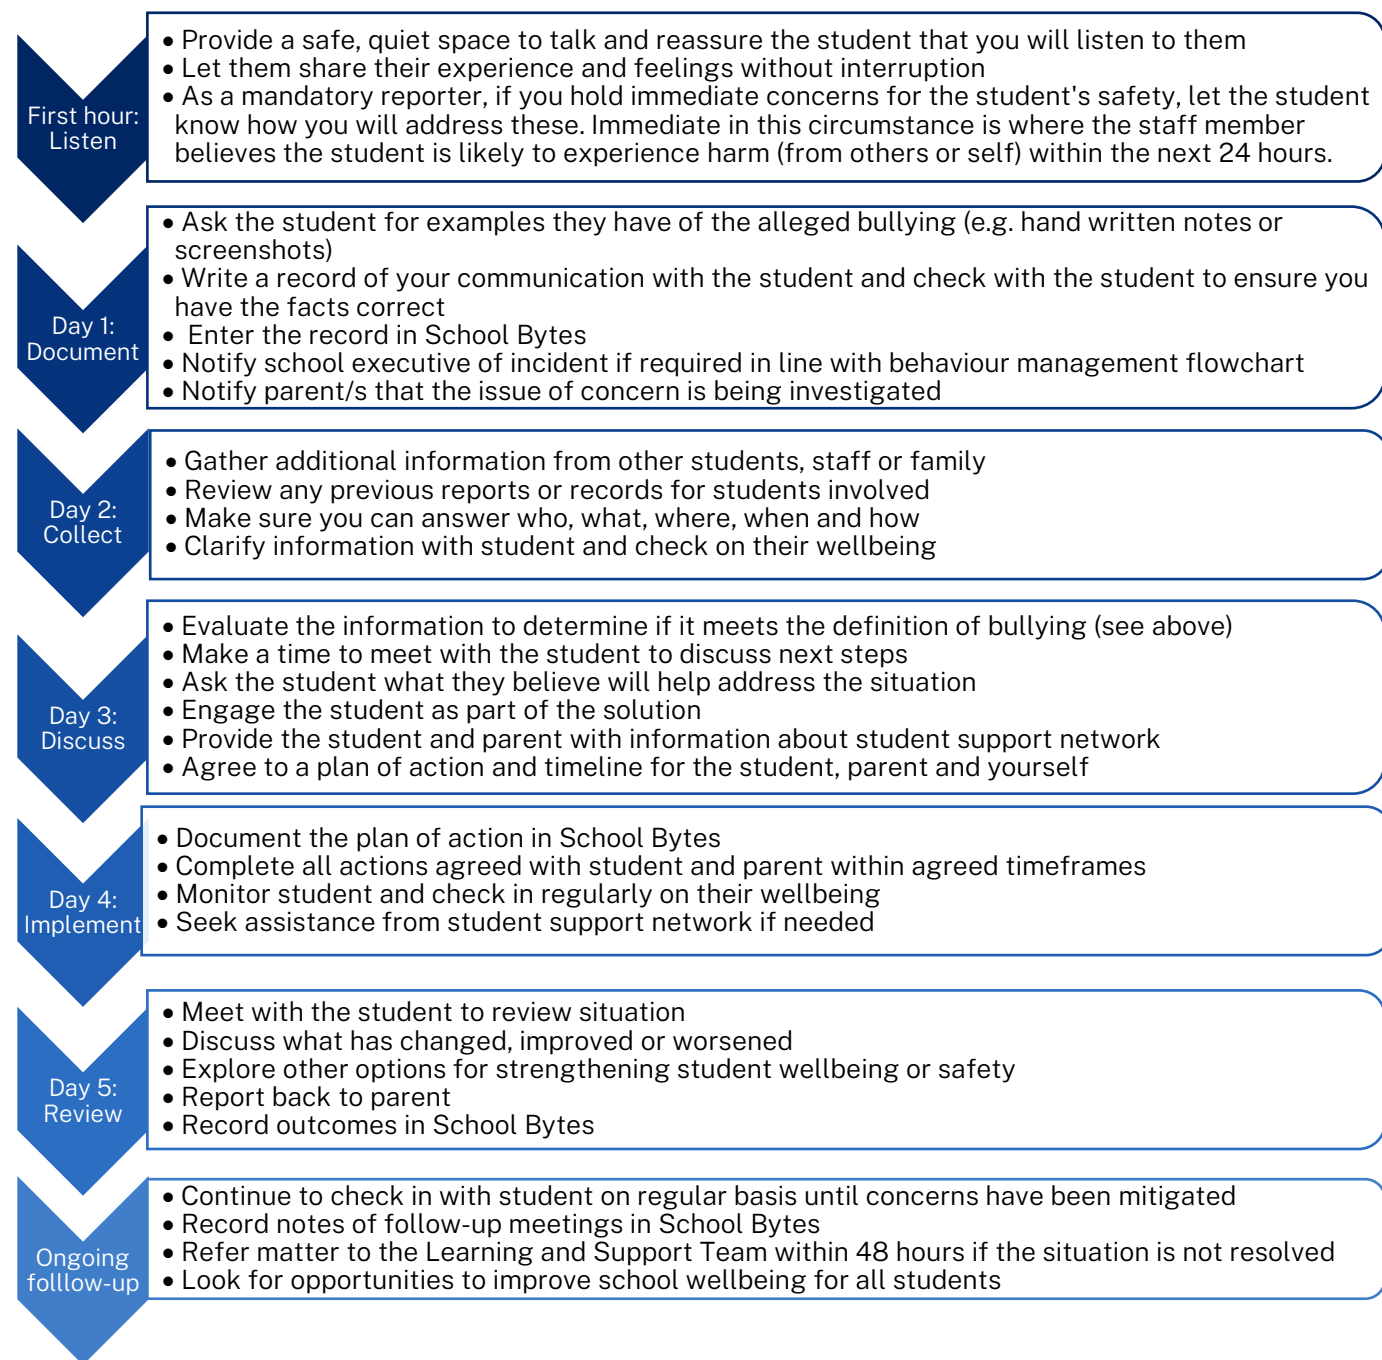 First hour:
Listen
• Provide a safe, quiet space to talk and reassure the student that you will listen to them
• Let them share their experience and feelings without interruption
• As a mandatory reporter, if you hold immediate concerns for the student's safety, let the student
know how you will address these. Immediate in this circumstance is where the staff member
believes the student is likely to experience harm (from others or self) within the next 24 hours.
Day 1:
Document
• Ask the student for examples they have of the alleged bullying (e.g. hand written notes or
screenshots)
• Write a record of your communication with the student and check with the student to ensure you
have the facts correct
• Enter the record in School Bytes
• Notify school executive of incident if required in line with behaviour management flowchart
• Notify parent/s that the issue of concern is being investigated
Day 2:
Collect
• Gather additional information from other students, staff or family
• Review any previous reports or records for students involved
• Make sure you can answer who, what, where, when and how
• Clarify information with student and check on their wellbeing
Day 3:
Discuss
• Evaluate the information to determine if it meets the definition of bullying (see above)
• Make a time to meet with the student to discuss next steps
• Ask the student what they believe will help address the situation
• Engage the student as part of the solution
• Provide the student and parent with information about student support network
• Agree to a plan of action and timeline for the student, parent and yourself
Day 4:
Implement
• Document the plan of action in School Bytes
• Complete all actions agreed with student and parent within agreed timeframes
• Monitor student and check in regularly on their wellbeing
• Seek assistance from student support network if needed
Day 5:
Review
• Meet with the student to review situation
• Discuss what has changed, improved or worsened
• Explore other options for strengthening student wellbeing or safety
• Report back to parent
• Record outcomes in School Bytes
Ongoing
folllow-up
• Continue to check in with student on regular basis until concerns have been mitigated
• Record notes of follow-up meetings in School Bytes
• Refer matter to the Learning and Support Team within 48 hours if the situation is not resolved
• Look for opportunities to improve school wellbeing for all students